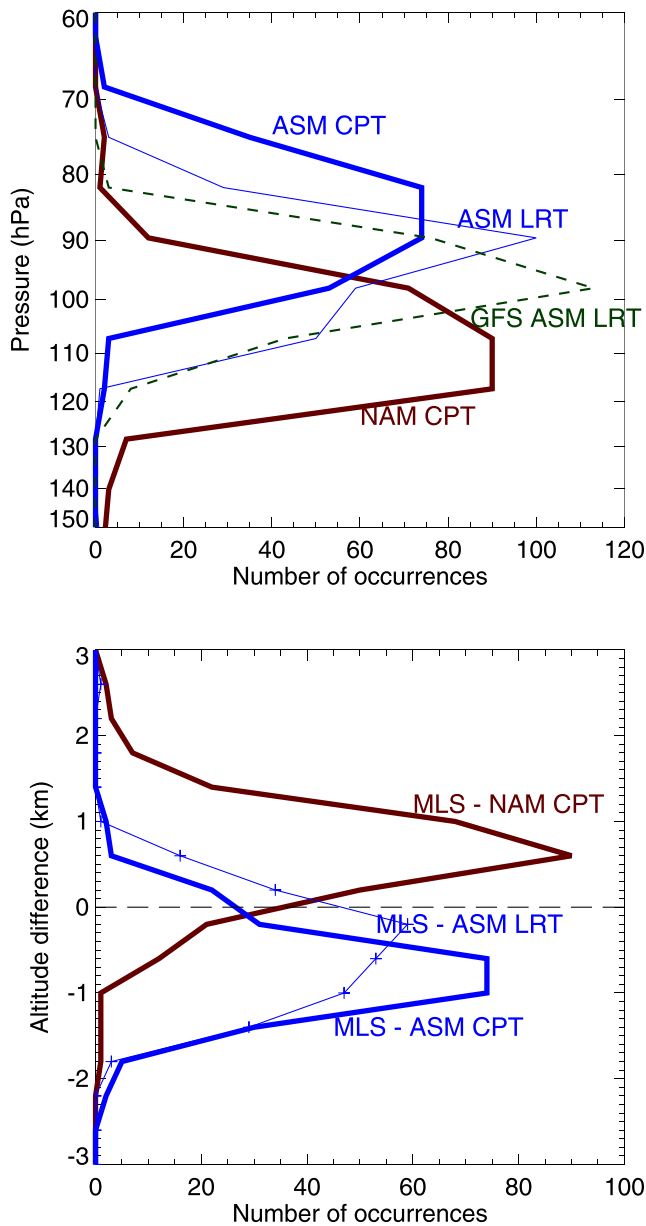 60
70
80
90
100
110
120
130
140
150
Pressure (hPa)
ASM CPT
ASM LRT
GFS ASM LRT
NAM CPT
0 20 40 60 80 100 120
Number of occurrences
3
2
1
0
-1
-2
-3
Altitude difference (km)
MLS - NAM CPT
MLS - ASM LRT
MLS - ASM CPT
0 20 40 60 80 100
Number of occurrences